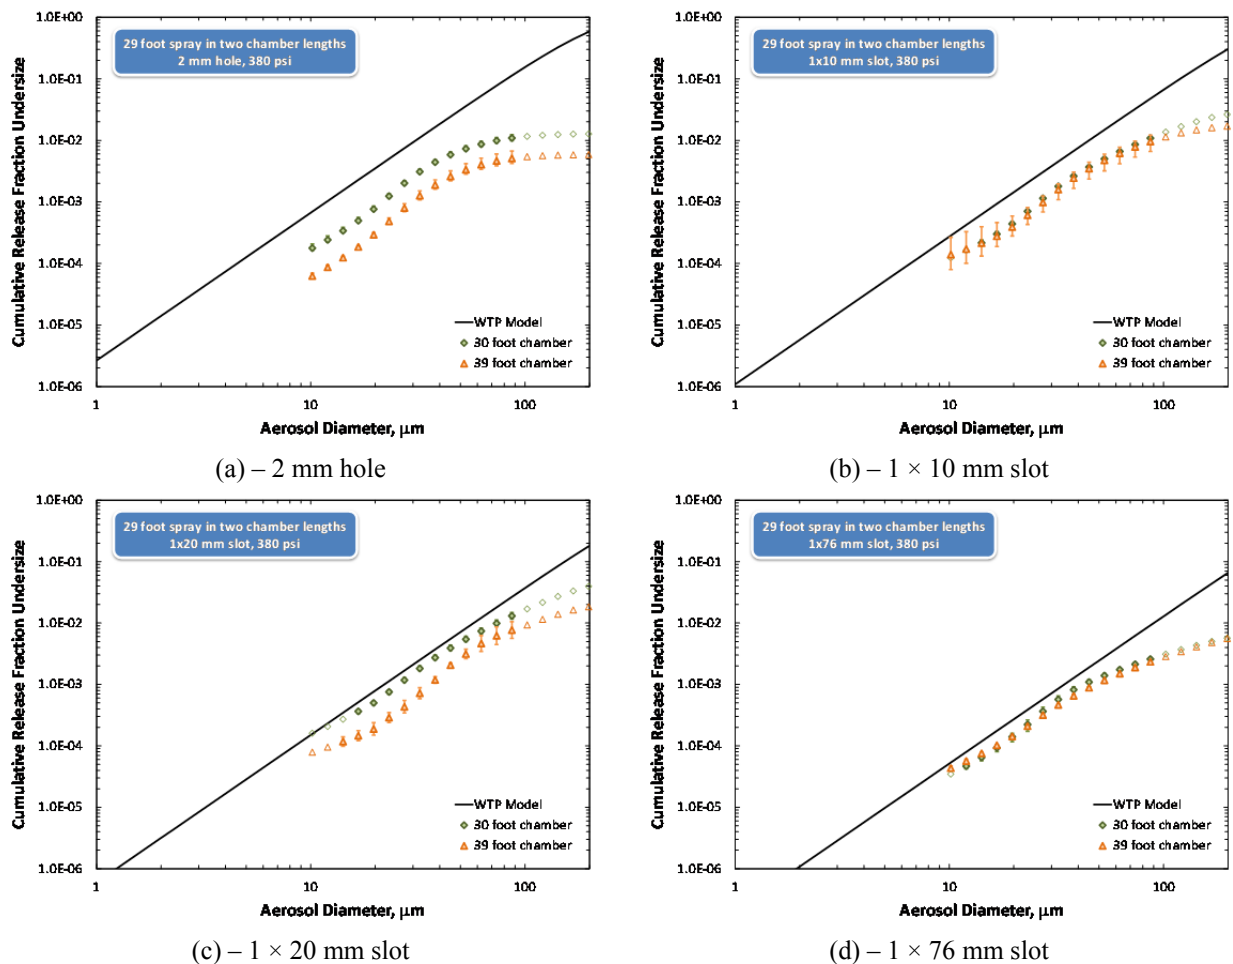 Cumulative Release Fraction Undersize
1.0E+00
1.0E-01
1.0E-02
1.0E-03
1.0E-04
1.0E-05
1.0E-06
29 foot spray in two chamber lengths
2 mm hole, 380 psi
WTP Model
30 foot chamber
39 foot chamber
1
10
100
Aerosol Diameter, μm
(a) – 2 mm hole
Cumulative Release Fraction Undersize
1.0E+00
1.0E-01
1.0E-02
1.0E-03
1.0E-04
1.0E-05
1.0E-06
29 foot spray in two chamber lengths
1x10 mm slot, 380 psi
WTP Model
30 foot chamber
39 foot chamber
1
10
100
Aerosol Diameter, μm
(b) – 1 × 10 mm slot
Cumulative Release Fraction Undersize
1.0E+00
1.0E-01
1.0E-02
1.0E-03
1.0E-04
1.0E-05
1.0E-06
29 foot spray in two chamber lengths
1x20 mm slot, 380 psi
WTP Model
30 foot chamber
39 foot chamber
1
10
100
Aerosol Diameter, μm
(c) – 1 × 20 mm slot
Cumulative Release Fraction Undersize
1.0E+00
1.0E-01
1.0E-02
1.0E-03
1.0E-04
1.0E-05
1.0E-06
29 foot spray in two chamber lengths
1x76 mm slot, 380 psi
WTP Model
30 foot chamber
39 foot chamber
1
10
100
Aerosol Diameter, μm
(d) – 1 × 76 mm slot